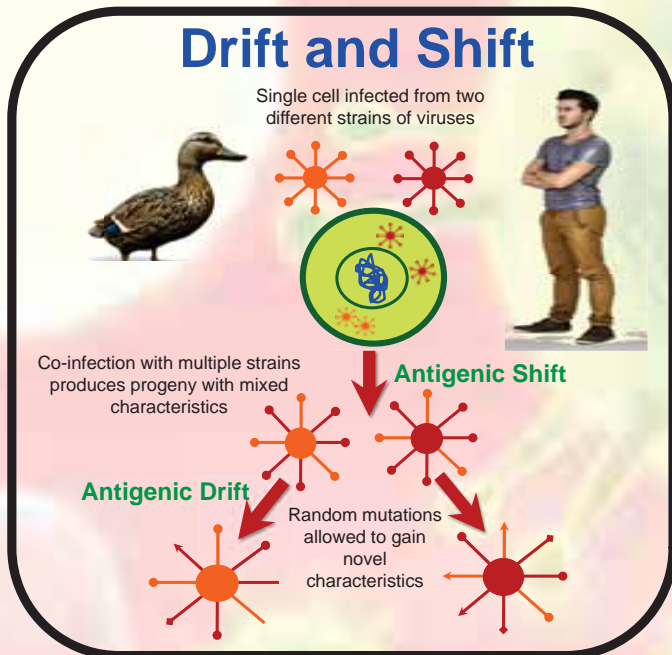 Drift and Shift
Single cell infected from two
different strains of viruses
Co-infection with multiple strains
produces progeny with mixed
characteristics
Antigenic Shift
Antigenic Drift
Random mutations
allowed to gain
novel
characteristics